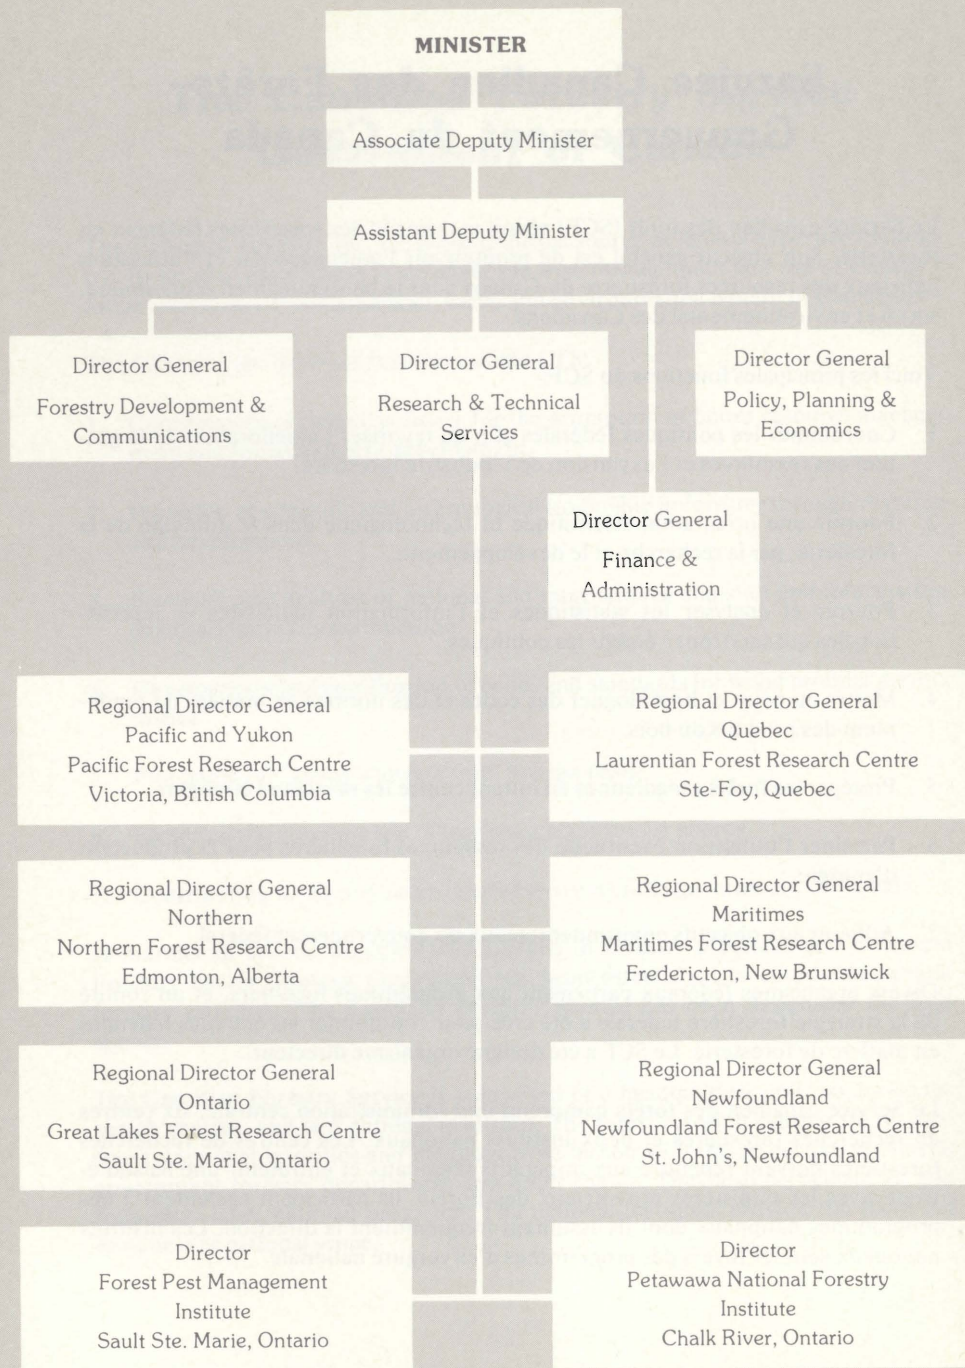 MINISTER
Associate Deputy Minister
Assistant Deputy Minister
Director General
Forestry Development &
Communications
Director General
Research & Technical
Services
Director General
Policy, Planning &
Economics
Director General
Finance &
Administration
Regional Director General
Pacific and Yukon
Pacific Forest Research Centre
Victoria, British Columbia
Regional Director General
Quebec
Laurentian Forest Research Centre
Ste-Foy, Quebec
Regional Director General
Northern
Northern Forest Research Centre
Edmonton, Alberta
Regional Director General
Maritimes
Maritimes Forest Research Centre
Fredericton, New Brunswick
Regional Director General
Ontario
Great Lakes Forest Research Centre
Sault Ste. Marie, Ontario
Regional Director General
Newfoundland
Newfoundland Forest Research Centre
St. John's, Newfoundland
Director
Forest Pest Management
Institute
Sault Ste. Marie, Ontario
Director
Petawawa National Forestry
Institute
Chalk River, Ontario